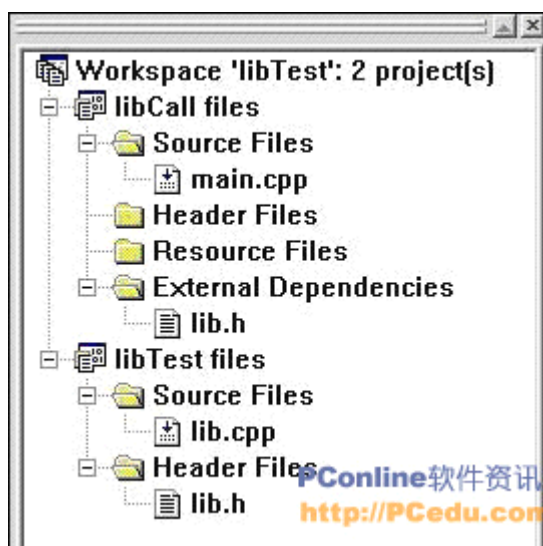 Workspace 'libTest': 2 project(s)
libCall files
Source Files
main.cpp
Header Files
Resource Files
External Dependencies
lib.h
libTest files
Source Files
lib.cpp
Header Files
PConline软件资讯
lib.h
http://PCedu.com